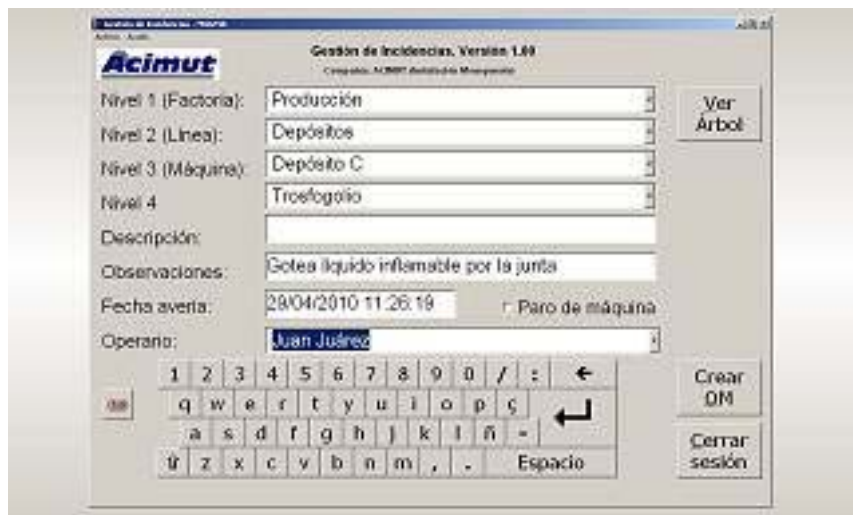 Gestión de Incidencias. Versión 1.00
Acimut
Nivel 1 (Factoría): Producción
Ver Árbol
Nivel 2 (Línea): Depósitos
Nivel 3 (Máquina): Depósito C
Nivel 4 Trosfogolio
Descripción:
Observaciones: Gotea líquido inflamable por la junta
Fecha avería: 29/04/2010 11:26:19 Paro de máquina
Operario: Juan Juárez
1 2 3 4 5 6 7 8 9 0 / : ←
q w e r t y u i o p ç
a s d f g h j k l ñ -
z x c v b n m , . Espacio
Crear OM
Cerrar sesión